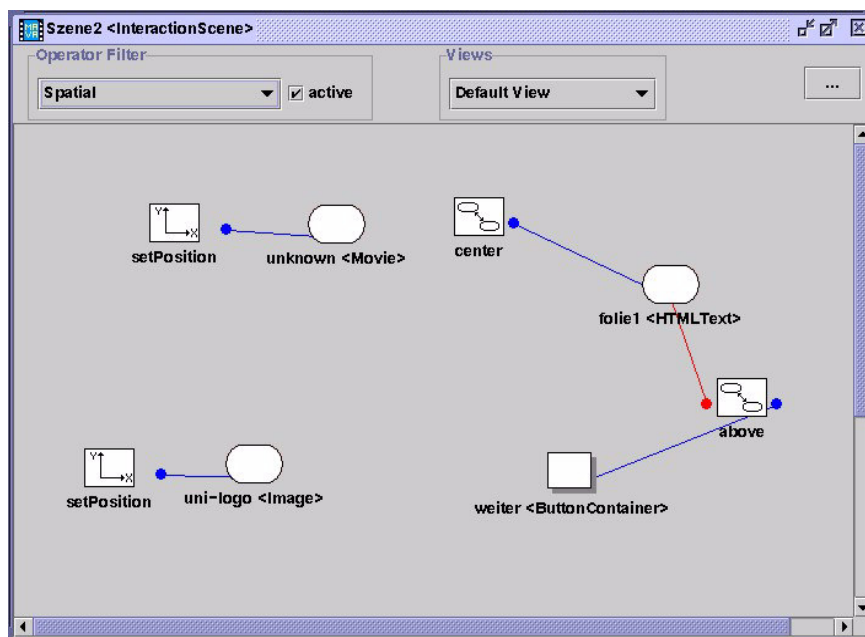 Szene2 <InteractionScene>
Operator Filter
Views
Spatial
active
Default View
...
Y
X
setPosition
unknown <Movie>
center
folie1 <HTMLText>
above
Y
X
setPosition
uni-logo <Image>
weiter <ButtonContainer>